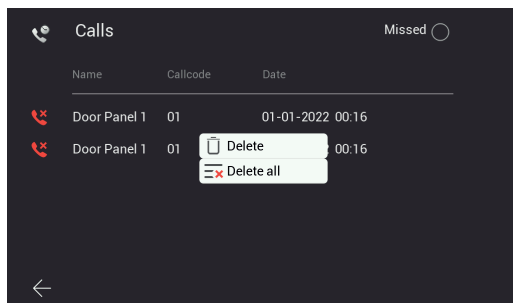 Calls
Missed
Name Callcode Date
Door Panel 1 01 01-01-2022 00:16
Door Panel 1 01 00:16
Delete
Delete all